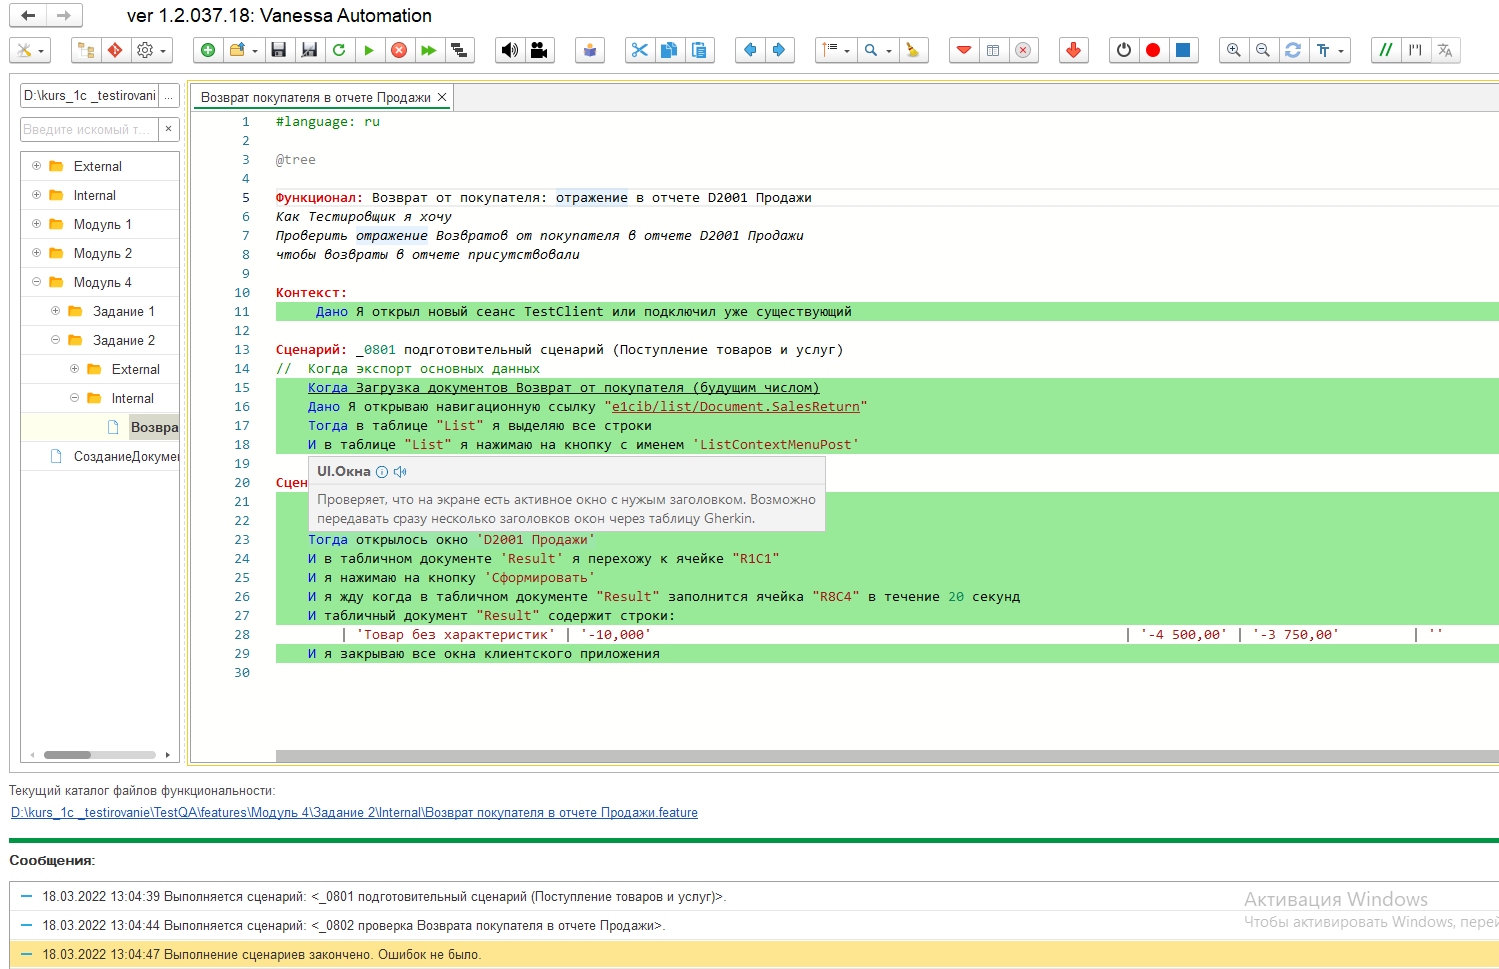 ver 1.2.037.18: Vanessa Automation
D:\kurs_1c _testirovani
...
Введите искомый т...
×
External
Internal
Модуль 1
Модуль 2
Модуль 4
Задание 1
Задание 2
External
Internal
Возвра
СозданиеДокумен
Возврат покупателя в отчете Продажи ×
1 #language: ru
2
3 @tree
4
5 Функционал: Возврат от покупателя: отражение в отчете D2001 Продажи
6 Как Тестировщик я хочу
7 Проверить отражение Возвратов от покупателя в отчете D2001 Продажи
8 чтобы возвраты в отчете присутствовали
9
10 Контекст:
11 Дано Я открыл новый сеанс TestClient или подключил уже существующий
12
13 Сценарий: _0801 подготовительный сценарий (Поступление товаров и услуг)
14 // Когда экспорт основных данных
15 Когда Загрузка документов Возврат от покупателя (будущим числом)
16 Дано Я открываю навигационную ссылку "e1cib/list/Document.SalesReturn"
17 Тогда в таблице "List" я выделяю все строки
18 И в таблице "List" я нажимаю на кнопку с именем 'ListContextMenuPost'
19
UI.Окна
20 Сцен
21
Проверяет, что на экране есть активное окно с нужым заголовком. Возможно
22
передавать сразу несколько заголовков окон через таблицу Gherkin.
23 Тогда открылось окно 'D2001 Продажи'
24 И в табличном документе 'Result' я перехожу к ячейке "R1C1"
25 И я нажимаю на кнопку 'Сформировать'
26 И я жду когда в табличном документе "Result" заполнится ячейка "R8C4" в течение 20 секунд
27 И табличный документ "Result" содержит строки:
28 | 'Товар без характеристик' | '-10,000' | '-4 500,00' | '-3 750,00' | ''
29 И я закрываю все окна клиентского приложения
30
Текущий каталог файлов функциональности:
D:\kurs_1c _testirovanie\TestQA\features\Модуль 4\Задание 2\Internal\Возврат покупателя в отчете Продажи.feature
Сообщения:
18.03.2022 13:04:39 Выполняется сценарий: <_0801 подготовительный сценарий (Поступление товаров и услуг)>.
18.03.2022 13:04:44 Выполняется сценарий: <_0802 проверка Возврата покупателя в отчете Продажи>.
18.03.2022 13:04:47 Выполнение сценариев закончено. Ошибок не было.
Активация Windows
Чтобы активировать Windows, перей